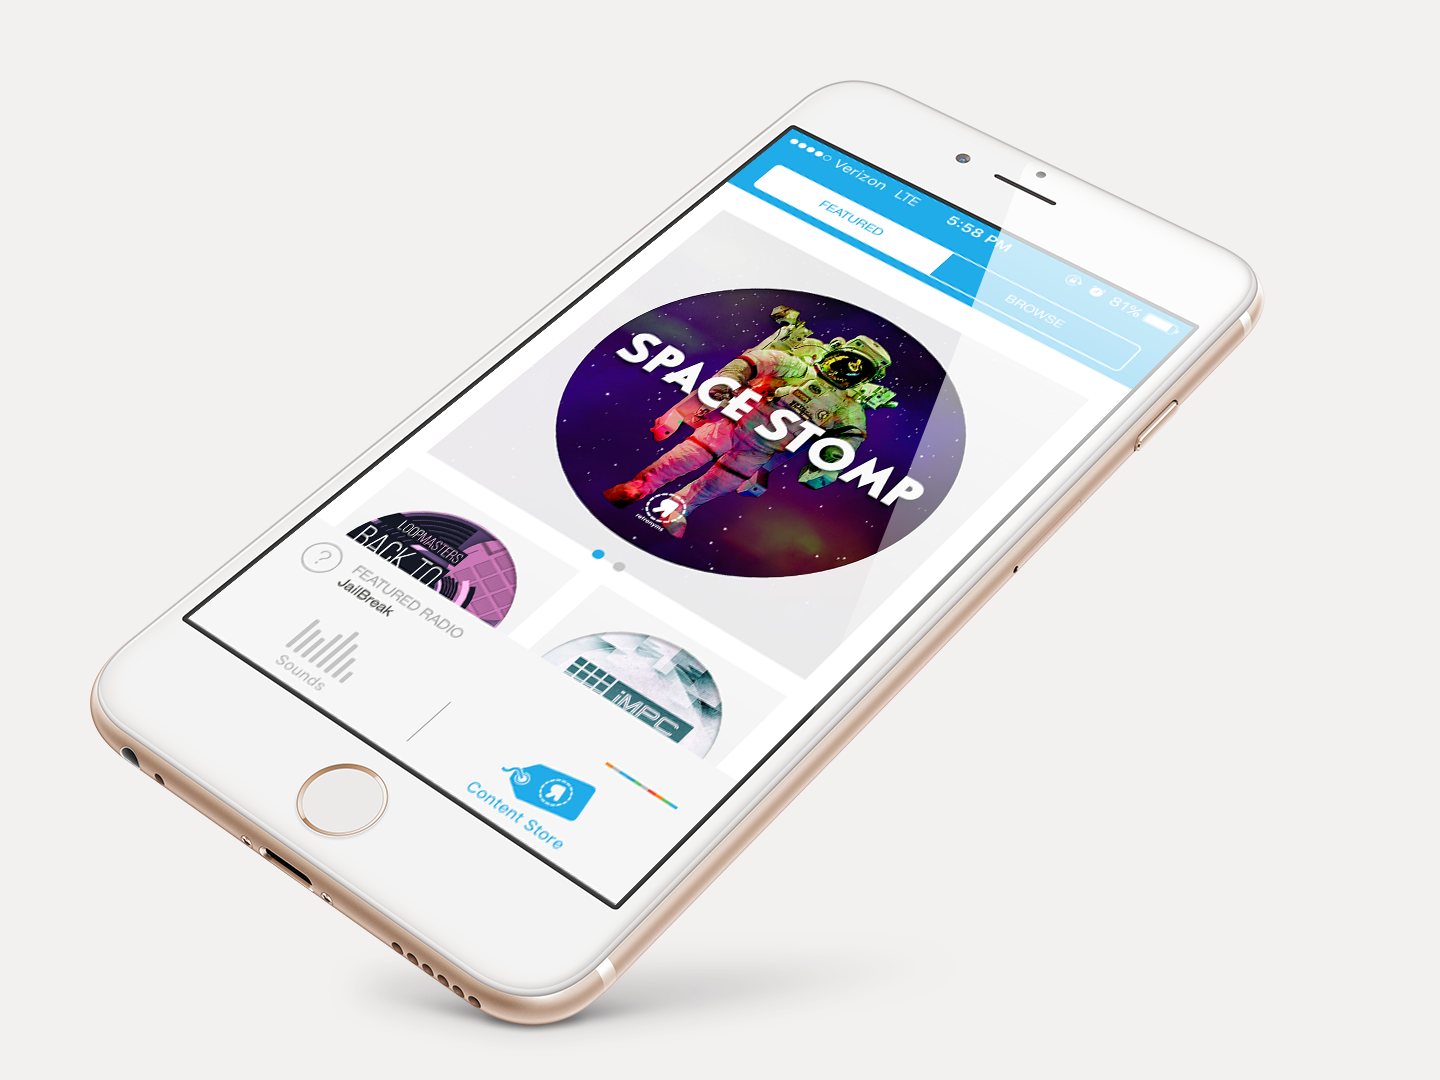 Verizon LTE 5:58 PM 81%
FEATURED BROWSE
SPACE STOMP
retronyms
LOOPMASTERS
BACK TO
iMPC
?
FEATURED RADIO
JailBreak
Sounds
Content Store